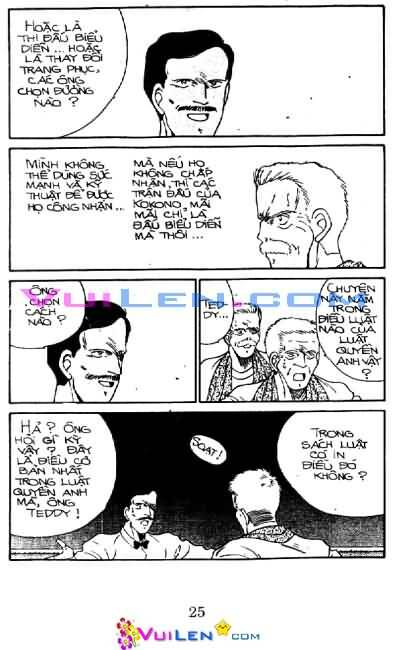 HOẶC LÀ
THI ĐẤU BIỂU
DIỄN... HOẶC
LÀ THAY ĐỔI
TRANG PHỤC,
CÁC ÔNG
CHỌN ĐƯỜNG
NÀO ?
MÌNH KHÔNG
THỂ DÙNG SỨC
MẠNH VÀ KỸ
THUẬT ĐỂ ĐƯỢC
HỌ CÔNG NHẬN...
MÀ NẾU HỌ
KHÔNG CHẤP
NHẬN, THÌ CÁC
TRẬN ĐẤU CỦA
KOKONO, MÃI
MÃI CHỈ LÀ
ĐẤU BIỂU DIỄN
MÀ THÔI...
ÔNG
CHỌN
CÁCH
NÀO ?
TED
DY...
CHUYỆN
NÀY NẰM
TRONG
ĐIỀU LUẬT
NÀO CỦA
LUẬT
QUYỀN
ANH VẬY
?
VUILEN.COM
HẢ ? ÔNG
HỎI GÌ KỲ
VẬY ? ĐÂY
LÀ ĐIỀU CƠ
BẢN NHẤT
TRONG LUẬT
QUYỀN ANH
MÀ, ÔNG
TEDDY !
SOẠT !
TRONG
SÁCH LUẬT
CÓ IN
ĐIỀU ĐÓ
KHÔNG ?
25
VUILEN.COM